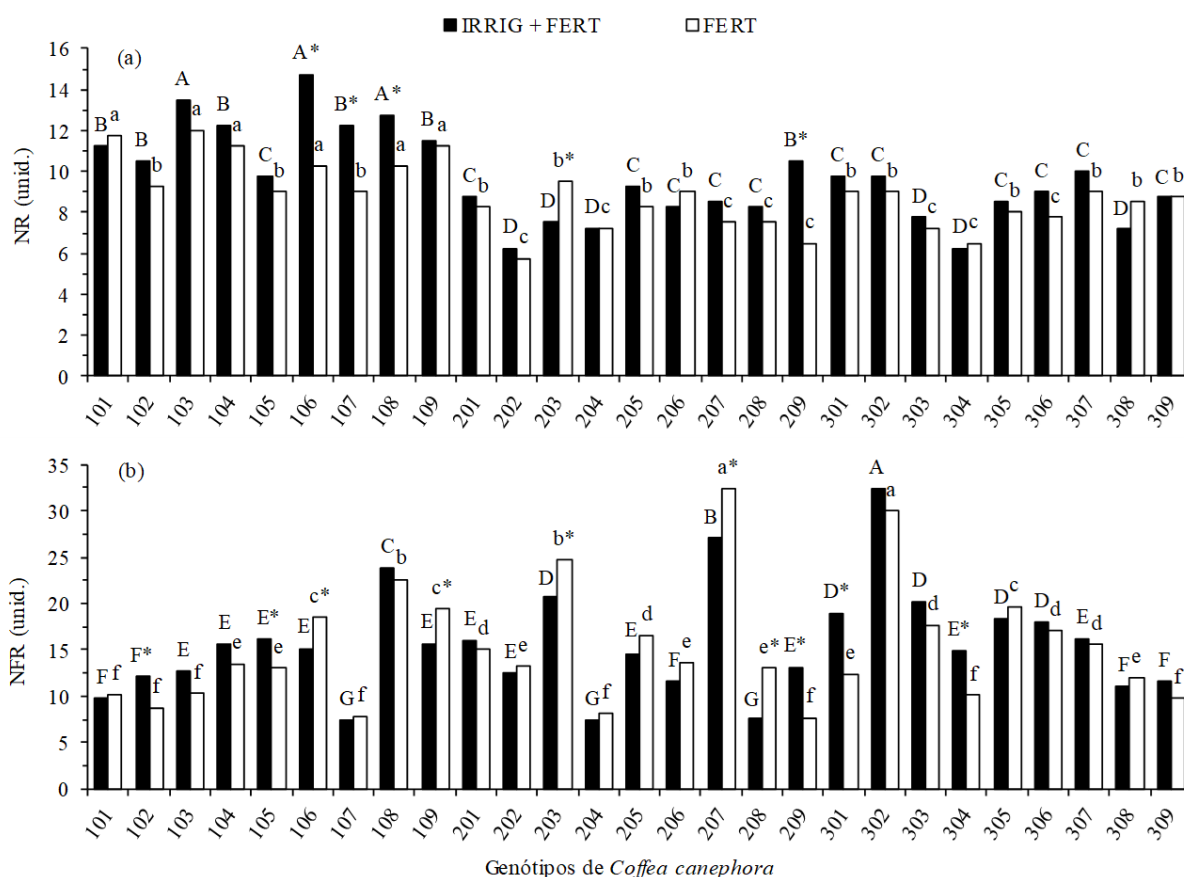 IRRIG + FERT FERT
(a)
NR (unid.)
16
14
12
10
8
6
4
2
0
B a B b A a B a C b A* a B* b A* a B a C b D c D b* D c C b C b C c C c B* c C b C b D c D c C b C c C b D b C b
101 102 103 104 105 106 107 108 109 201 202 203 204 205 206 207 208 209 301 302 303 304 305 306 307 308 309
(b)
NFR (unid.)
35
30
25
20
15
10
5
0
F f F* f E f E e E* e E c* G f C b E c* E d E e D b* G f E d F e B a* G e* E* f D* e A a D d E* f D c D d E d F e F f
101 102 103 104 105 106 107 108 109 201 202 203 204 205 206 207 208 209 301 302 303 304 305 306 307 308 309
Genótipos de Coffea canephora